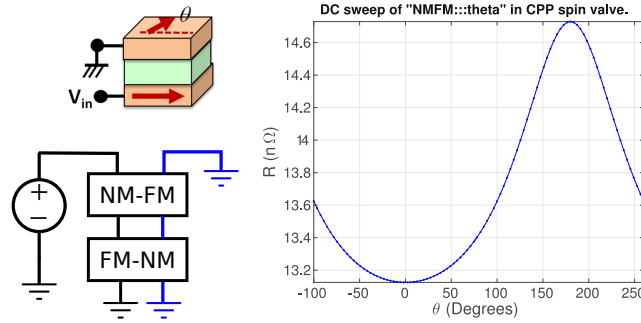 θ
V_in
+
−
NM-FM
FM-NM
DC sweep of "NMFM:::theta" in CPP spin valve.
R (nΩ)
14.6
14.4
14.2
14
13.8
13.6
13.4
13.2
-100 -50 0 50 100 150 200 250
θ (Degrees)